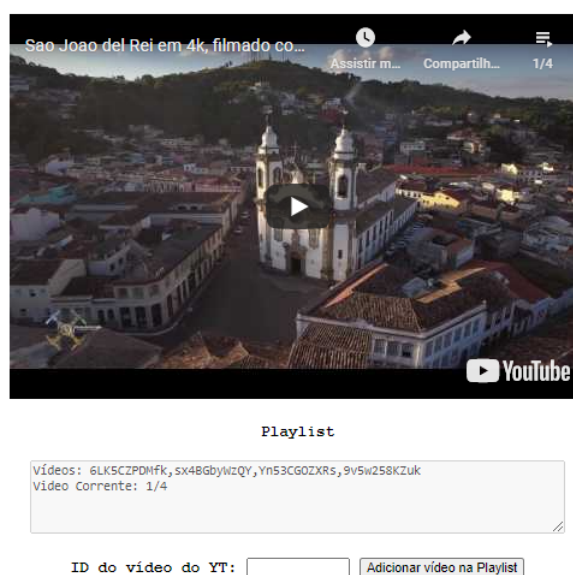 Sao Joao del Rei em 4k, filmado co...
Assistir m...
Compartilh...
1/4
YouTube
Playlist
Vídeos: 6LK5CZPDMfk,sx4BGbyWzQY,Yn53CGOZXRs,9v5w258KZuk
Vídeo Corrente: 1/4
ID do vídeo do YT:
Adicionar vídeo na Playlist